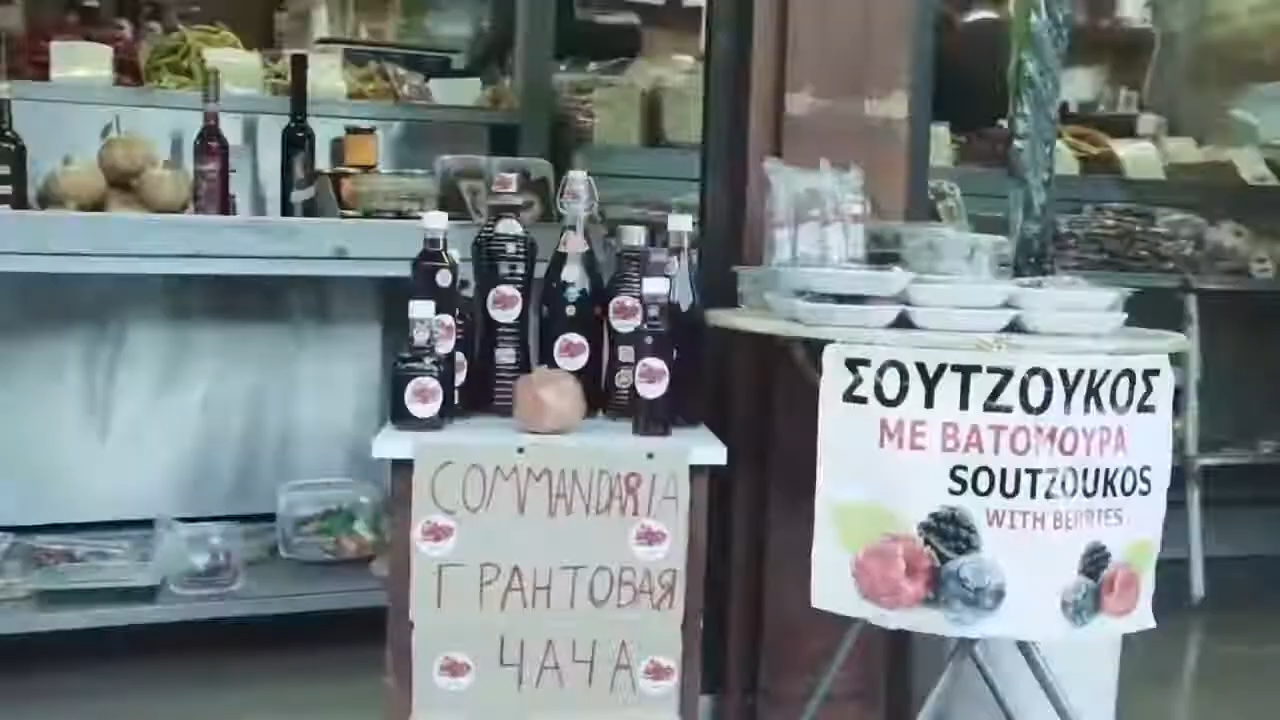 COMMANDARIA
ГРАНТОВАЯ
ЧАЧА
ΣΟΥΤΖΟΥΚΟΣ
ΜΕ ΒΑΤΟΜΟΥΡΑ
SOUTZOUKOS
WITH BERRIES